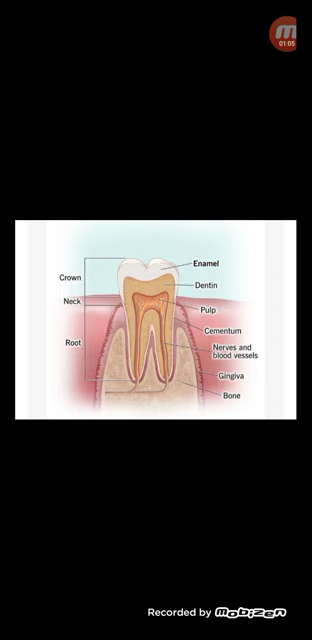 01:05
Enamel
Crown
Dentin
Neck
Pulp
Cementum
Root
Nerves and
blood vessels
Gingiva
Bone
Recorded by mobizen